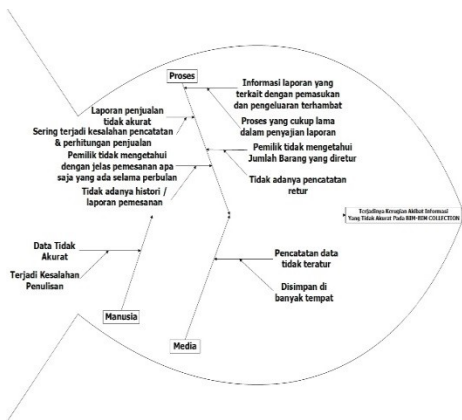 Proses
Informasi laporan yang
terkait dengan pemasukan
dan pengeluaran terhambat
Laporan penjualan
tidak akurat
Sering terjadi kesalahan pencatatan
& perhitungan penjualan
Proses yang cukup lama
dalam penyajian laporan
Pemilik tidak mengetahui
dengan jelas pemesanan apa
saja yang ada selama perbulan
Pemilik tidak mengetahui
Jumlah Barang yang diretur
Tidak adanya histori /
laporan pemesanan
Tidak adanya pencatatan
retur
Terjadinya Kerugian Akibat Informasi
Yang Tidak Akurat Pada BIM-BIM COLLECTION
Data Tidak
Akurat
Terjadi Kesalahan
Penulisan
Pencatatan data
tidak teratur
Disimpan di
banyak tempat
Manusia
Media